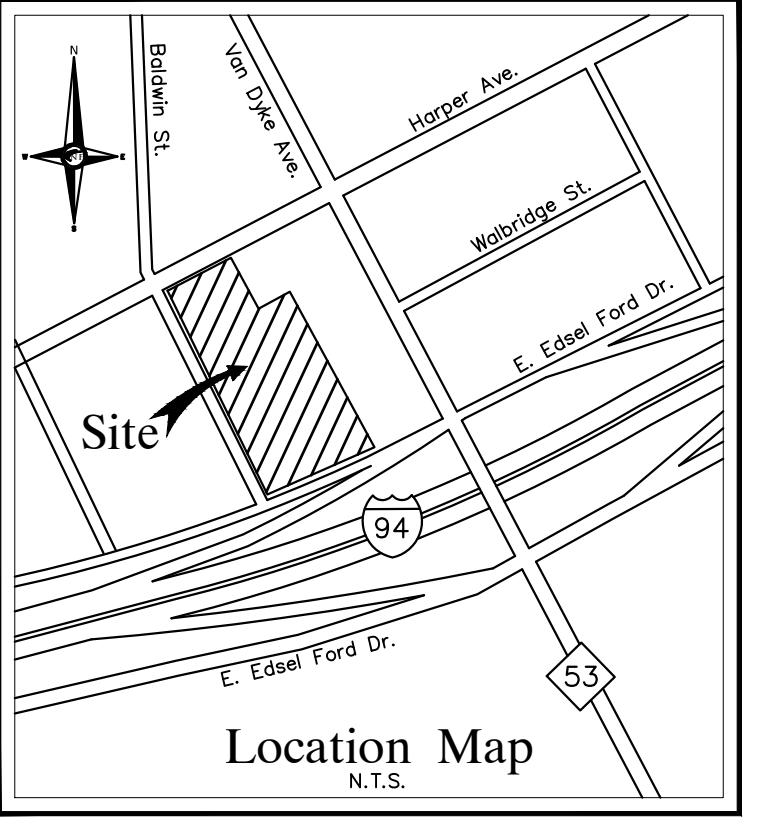 N
W
E
S
Baldwin St.
Van Dyke Ave.
Harper Ave.
Walbridge St.
E. Edsel Ford Dr.
Site
94
E. Edsel Ford Dr.
53
Location Map
N.T.S.